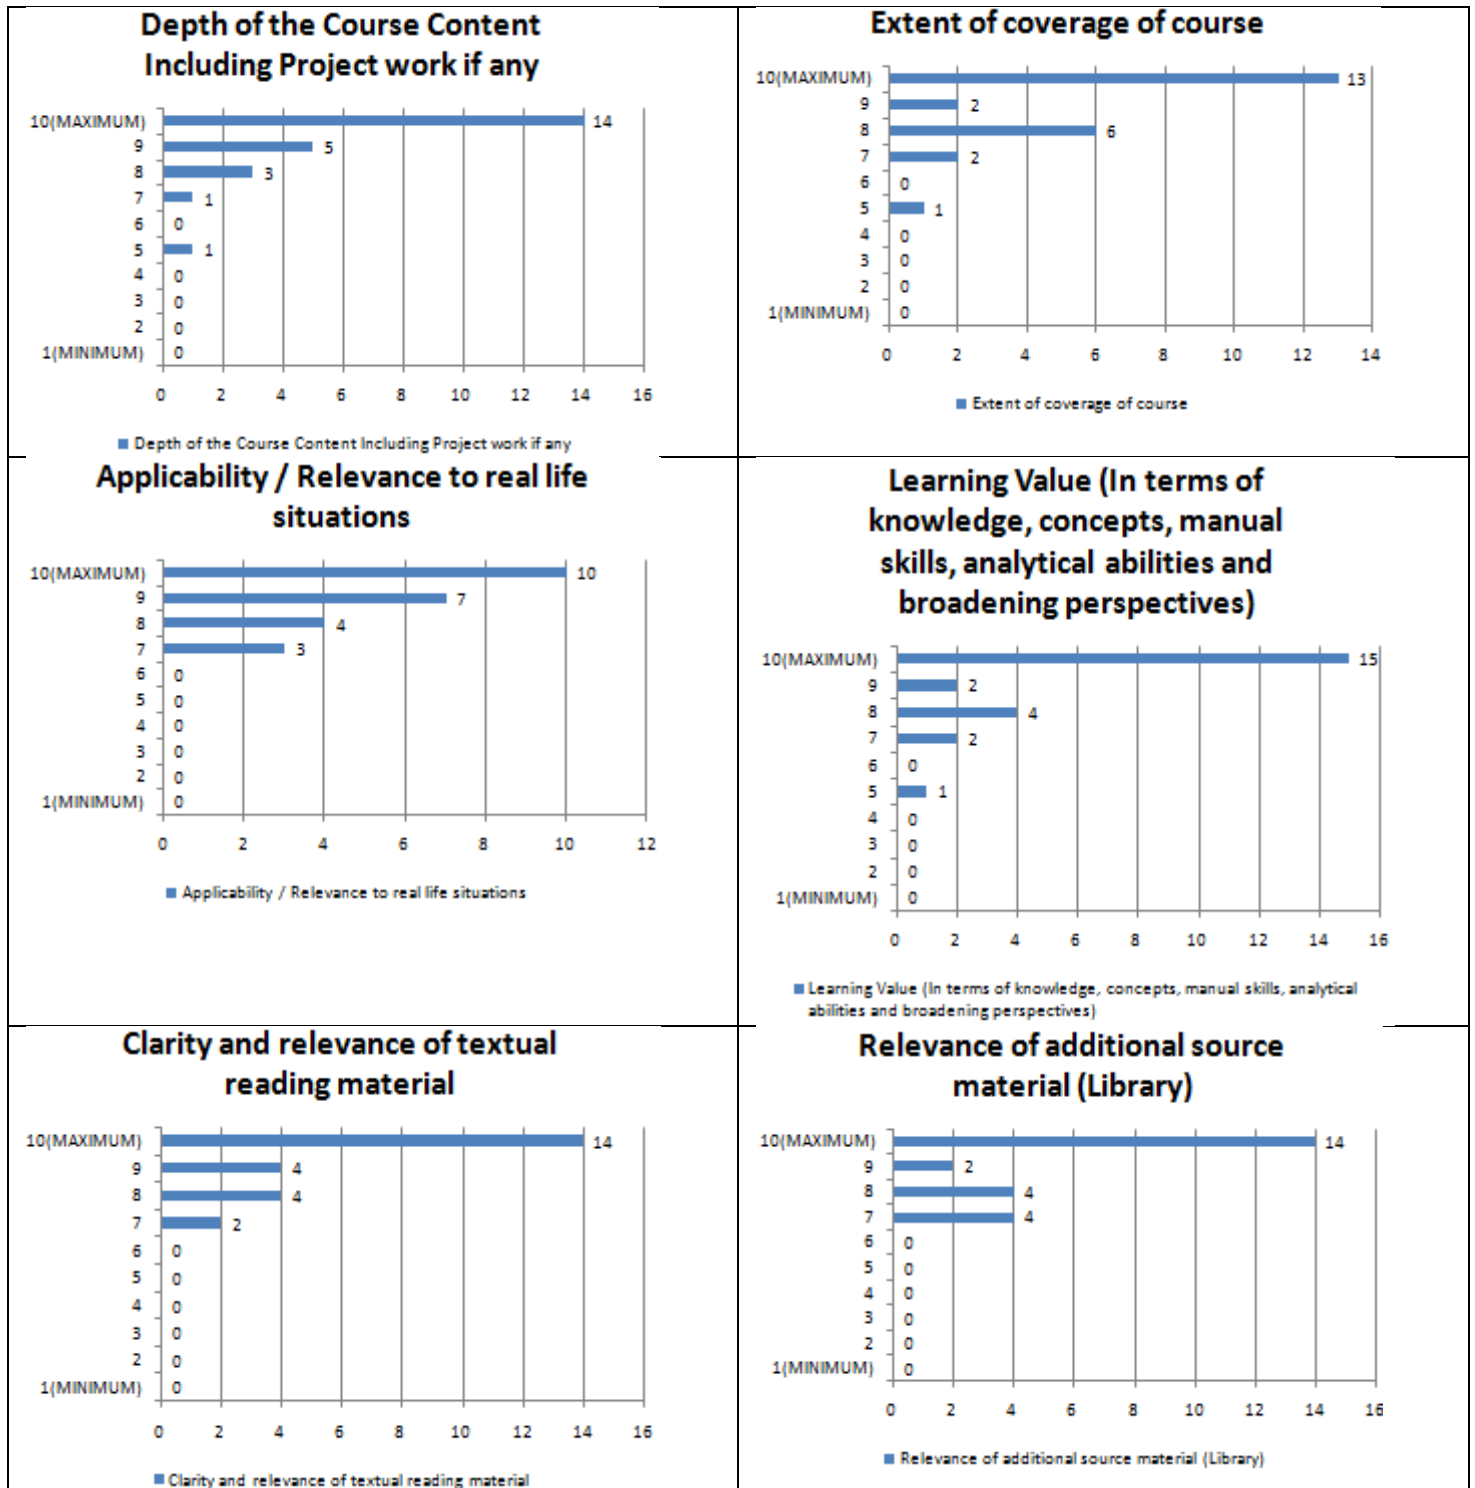 Depth of the Course Content
Including Project work if any
10(MAXIMUM) 14
9 5
8 3
7 1
6 0
5 1
4 0
3 0
2 0
1(MINIMUM) 0
0 2 4 6 8 10 12 14 16
Depth of the Course Content Including Project work if any
Extent of coverage of course
10(MAXIMUM) 13
9 2
8 6
7 2
6 0
5 1
4 0
3 0
2 0
1(MINIMUM) 0
0 2 4 6 8 10 12 14
Extent of coverage of course
Applicability / Relevance to real life
situations
10(MAXIMUM) 10
9 7
8 4
7 3
6 0
5 0
4 0
3 0
2 0
1(MINIMUM) 0
0 2 4 6 8 10 12
Applicability / Relevance to real life situations
Learning Value (In terms of
knowledge, concepts, manual
skills, analytical abilities and
broadening perspectives)
10(MAXIMUM) 15
9 2
8 4
7 2
6 0
5 1
4 0
3 0
2 0
1(MINIMUM) 0
0 2 4 6 8 10 12 14 16
Learning Value (In terms of knowledge, concepts, manual skills, analytical
abilities and broadening perspectives)
Clarity and relevance of textual
reading material
10(MAXIMUM) 14
9 4
8 4
7 2
6 0
5 0
4 0
3 0
2 0
1(MINIMUM) 0
0 2 4 6 8 10 12 14 16
Clarity and relevance of textual reading material
Relevance of additional source
material (Library)
10(MAXIMUM) 14
9 2
8 4
7 4
6 0
5 0
4 0
3 0
2 0
1(MINIMUM) 0
0 2 4 6 8 10 12 14 16
Relevance of additional source material (Library)